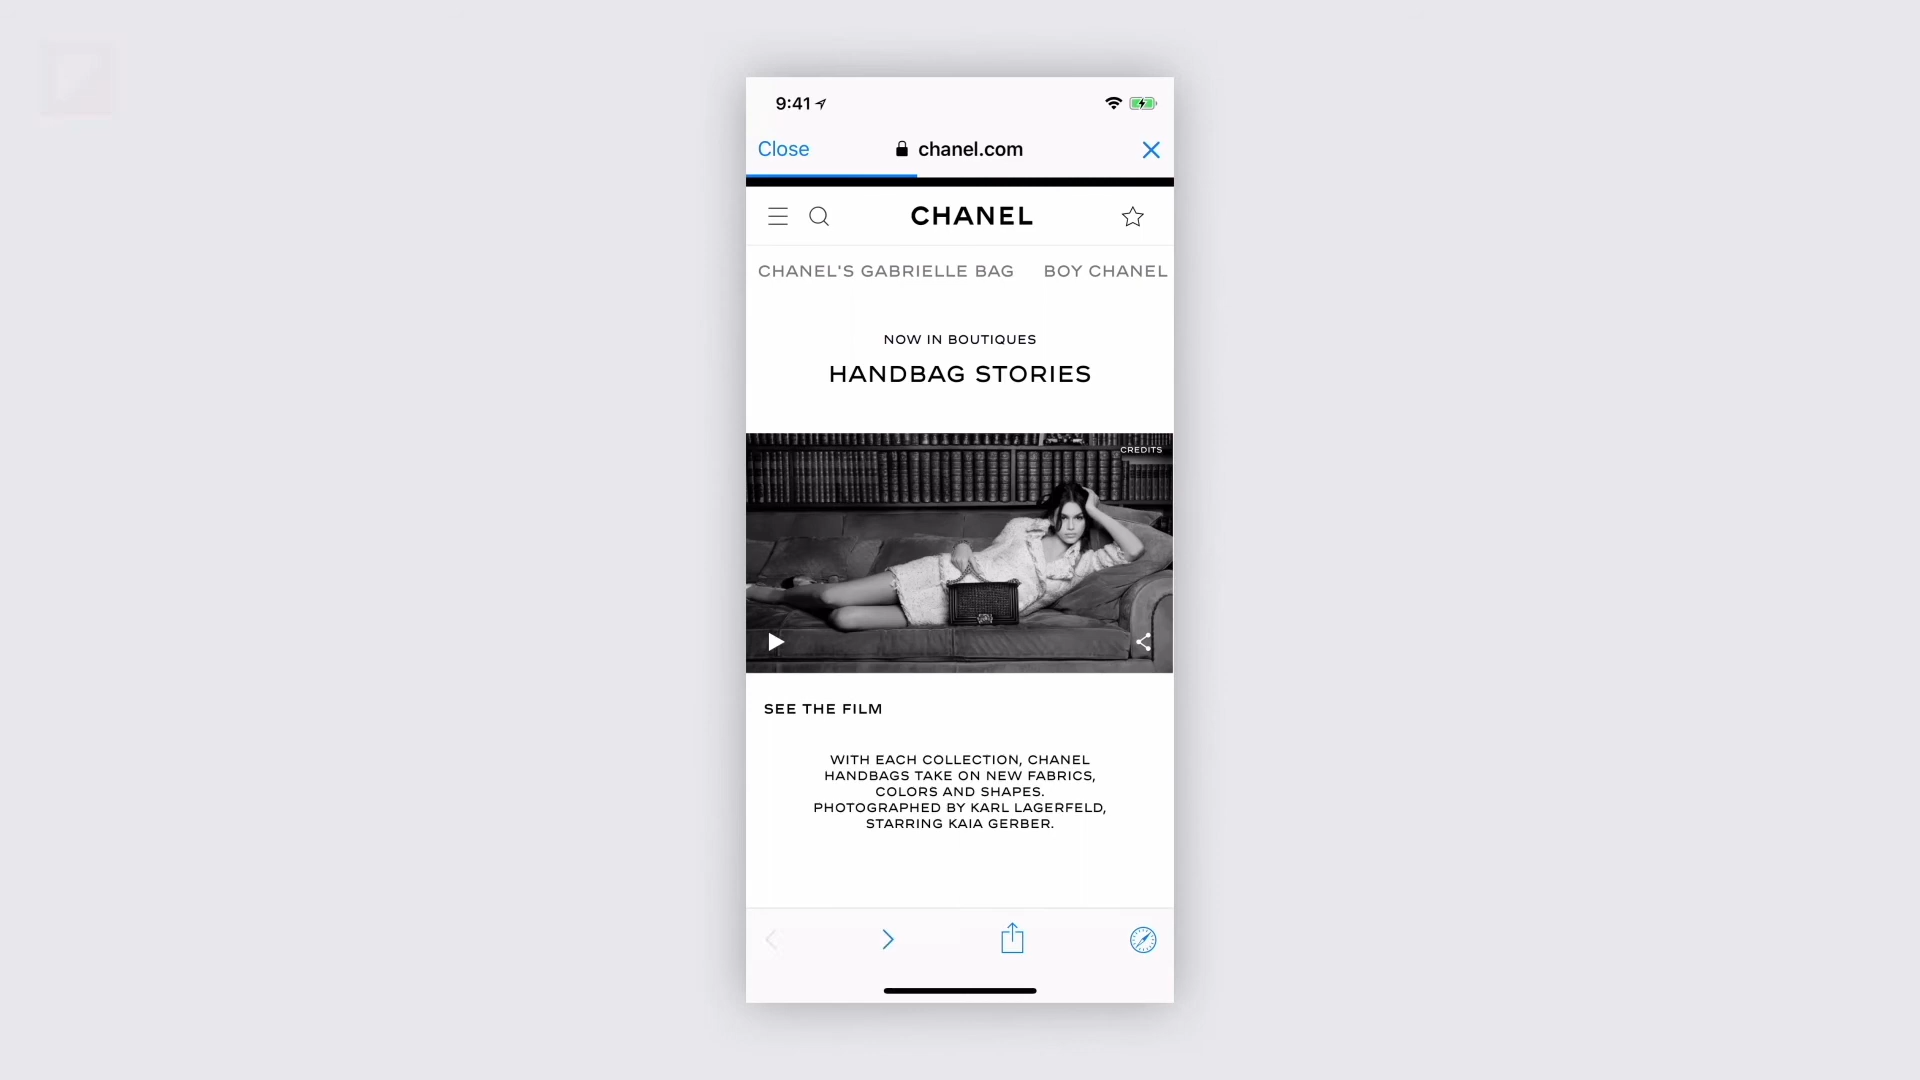 9:41
Close
chanel.com
CHANEL
CHANEL'S GABRIELLE BAG
BOY CHANEL
NOW IN BOUTIQUES
HANDBAG STORIES
CREDITS
SEE THE FILM
WITH EACH COLLECTION, CHANEL
HANDBAGS TAKE ON NEW FABRICS,
COLORS AND SHAPES.
PHOTOGRAPHED BY KARL LAGERFELD,
STARRING KAIA GERBER.